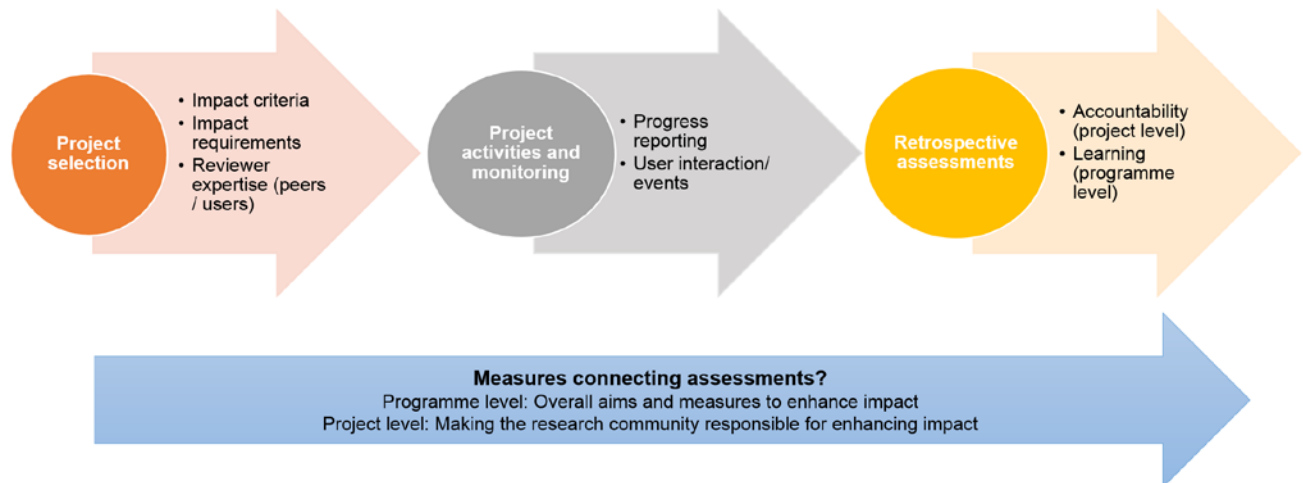 Project
selection
• Impact criteria
• Impact
requirements
• Reviewer
expertise (peers
/ users)
Project
activities and
monitoring
• Progress
reporting
• User interaction/
events
Retrospective
assessments
• Accountability
(project level)
• Learning
(programme
level)
Measures connecting assessments?
Programme level: Overall aims and measures to enhance impact
Project level: Making the research community responsible for enhancing impact